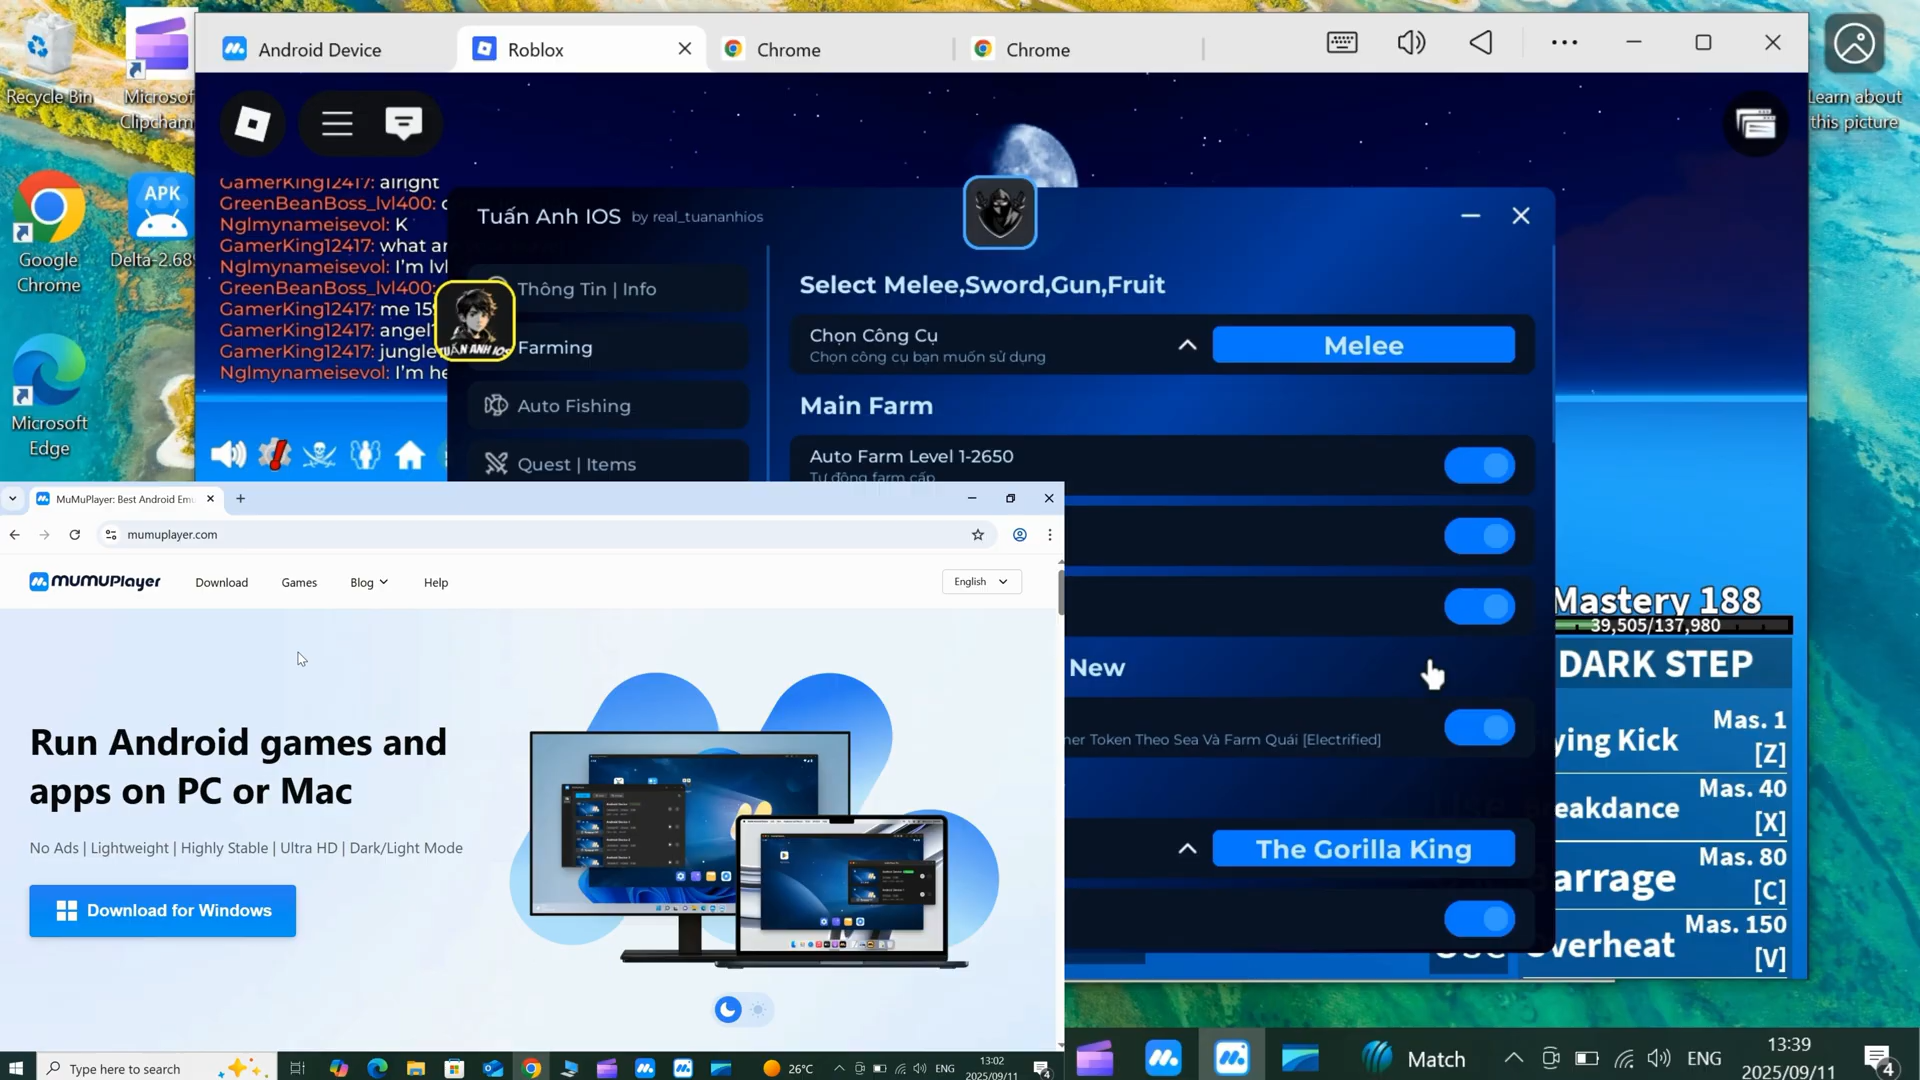 Recycle Bin
Microsof
Clipcham
Google
Chrome
APK
Delta-2.689
Microsoft
Edge
Learn about
this picture
Android Device
Roblox
Chrome
Chrome
GamerKing12417: alright
GreenBeanBoss_lvl400:
Nglmynameisevol: K
GamerKing12417: what ar
Nglmynameisevol: I'm lvl
GreenBeanBoss_lvl400:
GamerKing12417: me 15
GamerKing12417: angel
GamerKing12417: jungle
Nglmynameisevol: I'm he
Tuấn Anh IOS by real_tuananhios
Thông Tin | Info
Farming
Auto Fishing
Quest | Items
Select Melee,Sword,Gun,Fruit
Chọn Công Cụ
Chọn công cụ bạn muốn sử dụng
Melee
Main Farm
Auto Farm Level 1-2650
Tự động farm cấp
New
ner Token Theo Sea Và Farm Quái [Electrified]
The Gorilla King
Mastery 188
39,505/137,980
DARK STEP
Mas. 1
ying Kick
[Z]
Mas. 40
eakdance
[X]
Mas. 80
arrage
[C]
Mas. 150
verheat
[V]
MuMuPlayer: Best Android Emu
mumuplayer.com
MUMUPlayer
Download
Games
Blog
Help
English
Run Android games and
apps on PC or Mac
No Ads | Lightweight | Highly Stable | Ultra HD | Dark/Light Mode
Download for Windows
Type here to search
26°C
ENG
13:02
2025/09/11
4
Match
ENG
13:39
2025/09/11
4